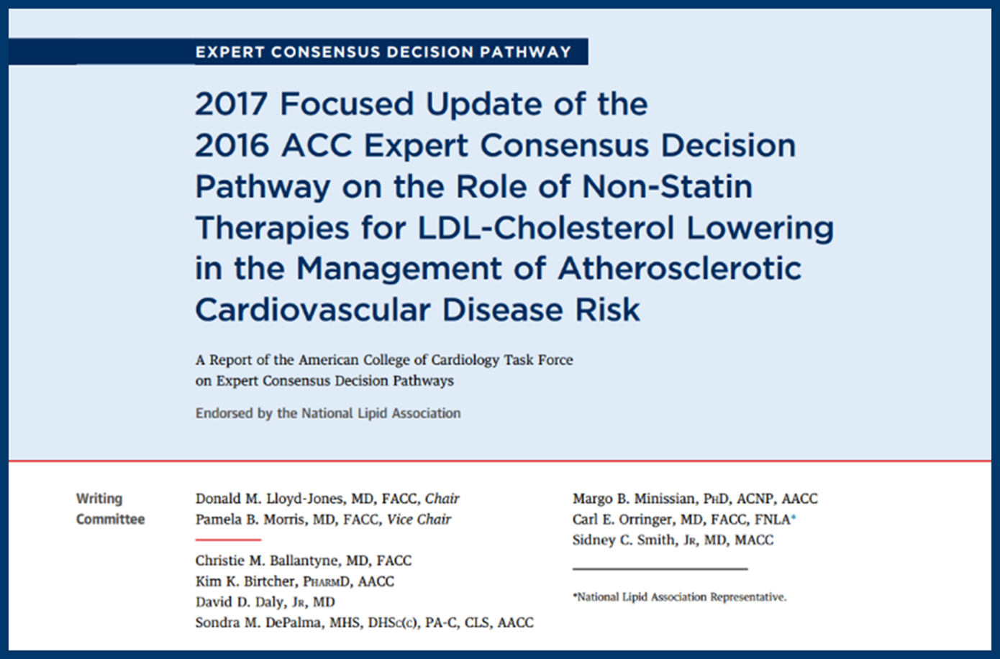 EXPERT CONSENSUS DECISION PATHWAY
2017 Focused Update of the
2016 ACC Expert Consensus Decision
Pathway on the Role of Non-Statin
Therapies for LDL-Cholesterol Lowering
in the Management of Atherosclerotic
Cardiovascular Disease Risk
A Report of the American College of Cardiology Task Force
on Expert Consensus Decision Pathways
Endorsed by the National Lipid Association
Writing
Committee
Donald M. Lloyd-Jones, MD, FACC, Chair
Pamela B. Morris, MD, FACC, Vice Chair
Christie M. Ballantyne, MD, FACC
Kim K. Birtcher, PHARMD, AACC
David D. Daly, JR, MD
Sondra M. DePalma, MHS, DHSC(C), PA-C, CLS, AACC
Margo B. Minissian, PHD, ACNP, AACC
Carl E. Orringer, MD, FACC, FNLA*
Sidney C. Smith, JR, MD, MACC
*National Lipid Association Representative.